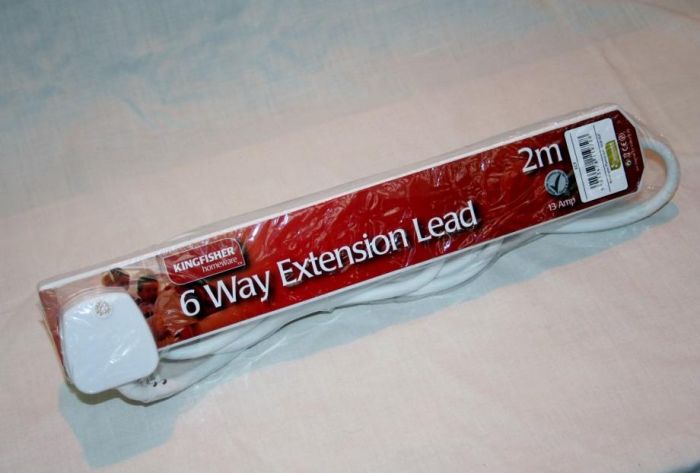 KINGFISHER
homeware
6 Way Extension Lead
2m
13 Amp